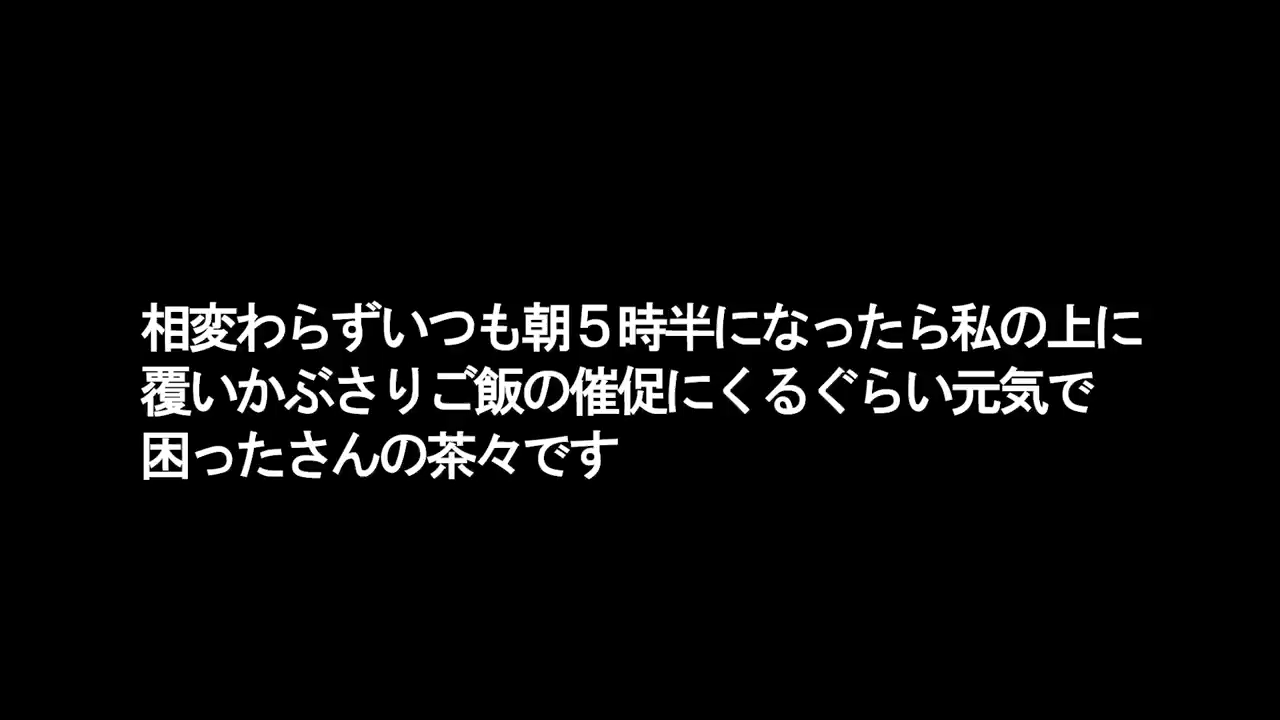 相変わらずいつも朝５時半になったら私の上に
覆いかぶさりご飯の催促にくるぐらい元気で
困ったさんの茶々です